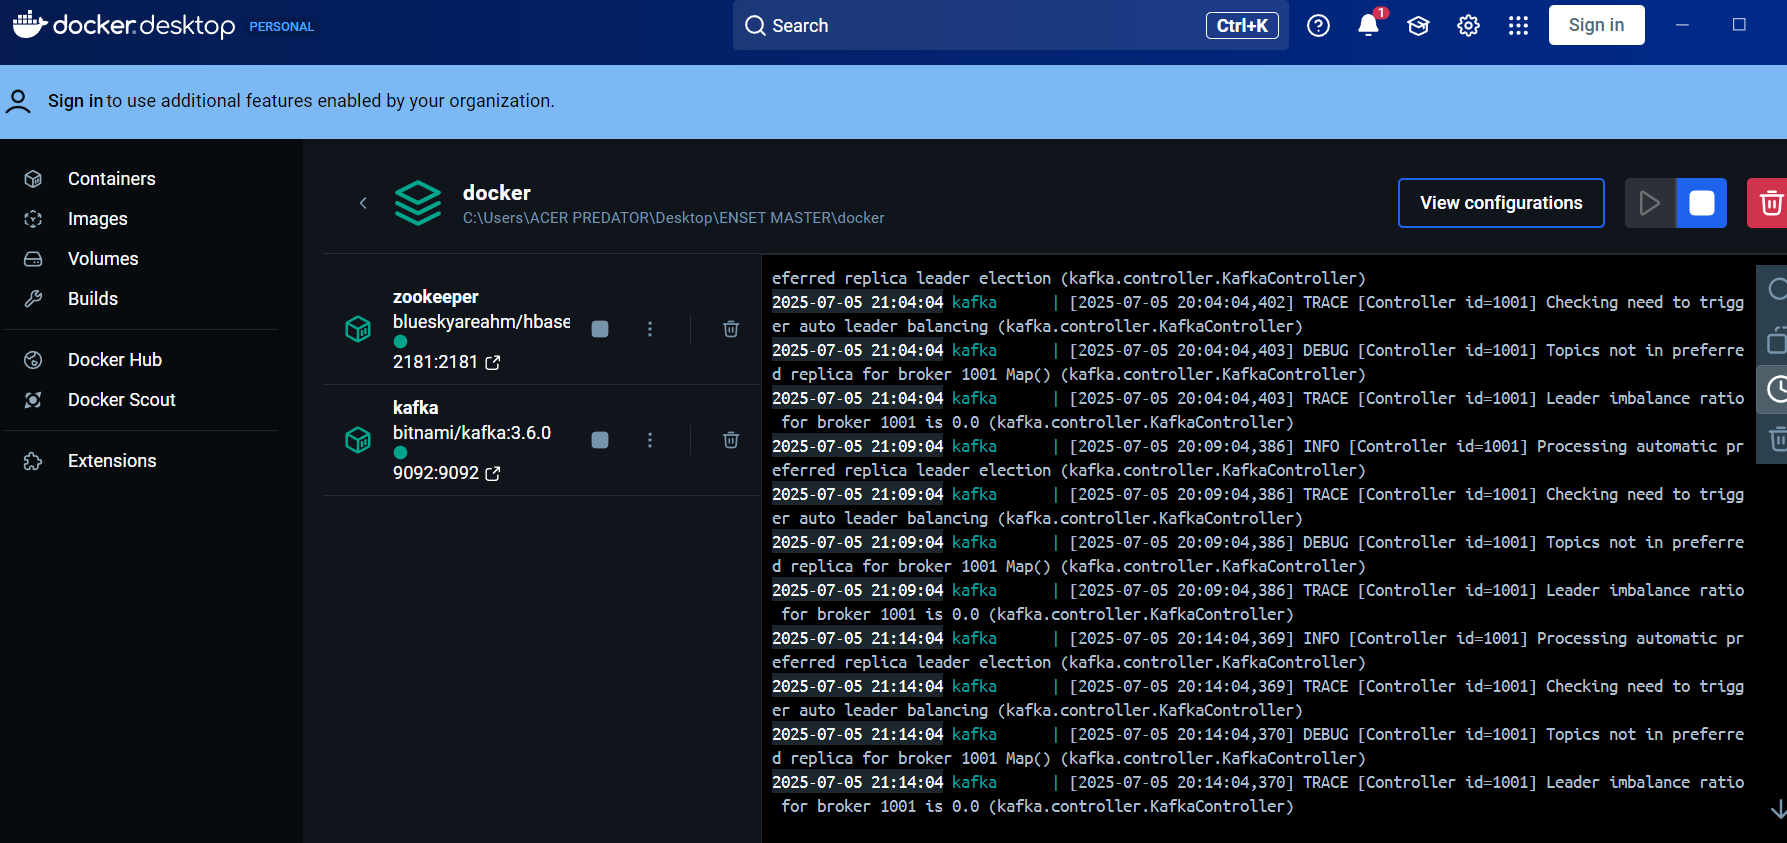 docker.desktop PERSONAL
Search
Ctrl+K
1
Sign in
Sign in to use additional features enabled by your organization.
Containers
Images
Volumes
Builds
Docker Hub
Docker Scout
Extensions
docker
C:\Users\ACER PREDATOR\Desktop\ENSET MASTER\docker
View configurations
zookeeper
blueskyareahm/hbase
2181:2181
kafka
bitnami/kafka:3.6.0
9092:9092
eferred replica leader election (kafka.controller.KafkaController)
2025-07-05 21:04:04 kafka | [2025-07-05 20:04:04,402] TRACE [Controller id=1001] Checking need to trigg
er auto leader balancing (kafka.controller.KafkaController)
2025-07-05 21:04:04 kafka | [2025-07-05 20:04:04,403] DEBUG [Controller id=1001] Topics not in preferre
d replica for broker 1001 Map() (kafka.controller.KafkaController)
2025-07-05 21:04:04 kafka | [2025-07-05 20:04:04,403] TRACE [Controller id=1001] Leader imbalance ratio
for broker 1001 is 0.0 (kafka.controller.KafkaController)
2025-07-05 21:09:04 kafka | [2025-07-05 20:09:04,386] INFO [Controller id=1001] Processing automatic pr
eferred replica leader election (kafka.controller.KafkaController)
2025-07-05 21:09:04 kafka | [2025-07-05 20:09:04,386] TRACE [Controller id=1001] Checking need to trigg
er auto leader balancing (kafka.controller.KafkaController)
2025-07-05 21:09:04 kafka | [2025-07-05 20:09:04,386] DEBUG [Controller id=1001] Topics not in preferre
d replica for broker 1001 Map() (kafka.controller.KafkaController)
2025-07-05 21:09:04 kafka | [2025-07-05 20:09:04,386] TRACE [Controller id=1001] Leader imbalance ratio
for broker 1001 is 0.0 (kafka.controller.KafkaController)
2025-07-05 21:14:04 kafka | [2025-07-05 20:14:04,369] INFO [Controller id=1001] Processing automatic pr
eferred replica leader election (kafka.controller.KafkaController)
2025-07-05 21:14:04 kafka | [2025-07-05 20:14:04,369] TRACE [Controller id=1001] Checking need to trigg
er auto leader balancing (kafka.controller.KafkaController)
2025-07-05 21:14:04 kafka | [2025-07-05 20:14:04,370] DEBUG [Controller id=1001] Topics not in preferre
d replica for broker 1001 Map() (kafka.controller.KafkaController)
2025-07-05 21:14:04 kafka | [2025-07-05 20:14:04,370] TRACE [Controller id=1001] Leader imbalance ratio
for broker 1001 is 0.0 (kafka.controller.KafkaController)